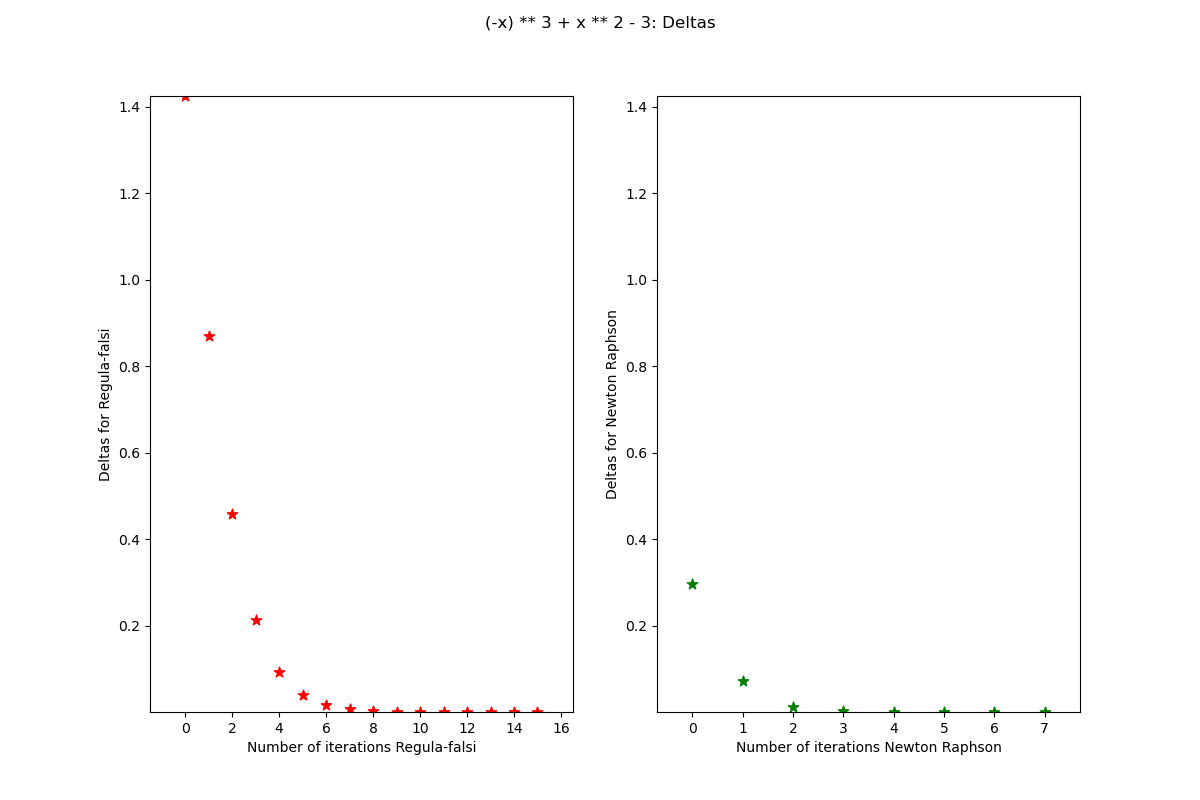 (-x) ** 3 + x ** 2 - 3: Deltas
1.4
1.2
1.0
0.8
0.6
0.4
0.2
Deltas for Regula-falsi
0 2 4 6 8 10 12 14 16
Number of iterations Regula-falsi
1.4
1.2
1.0
0.8
0.6
0.4
0.2
Deltas for Newton Raphson
0 1 2 3 4 5 6 7
Number of iterations Newton Raphson